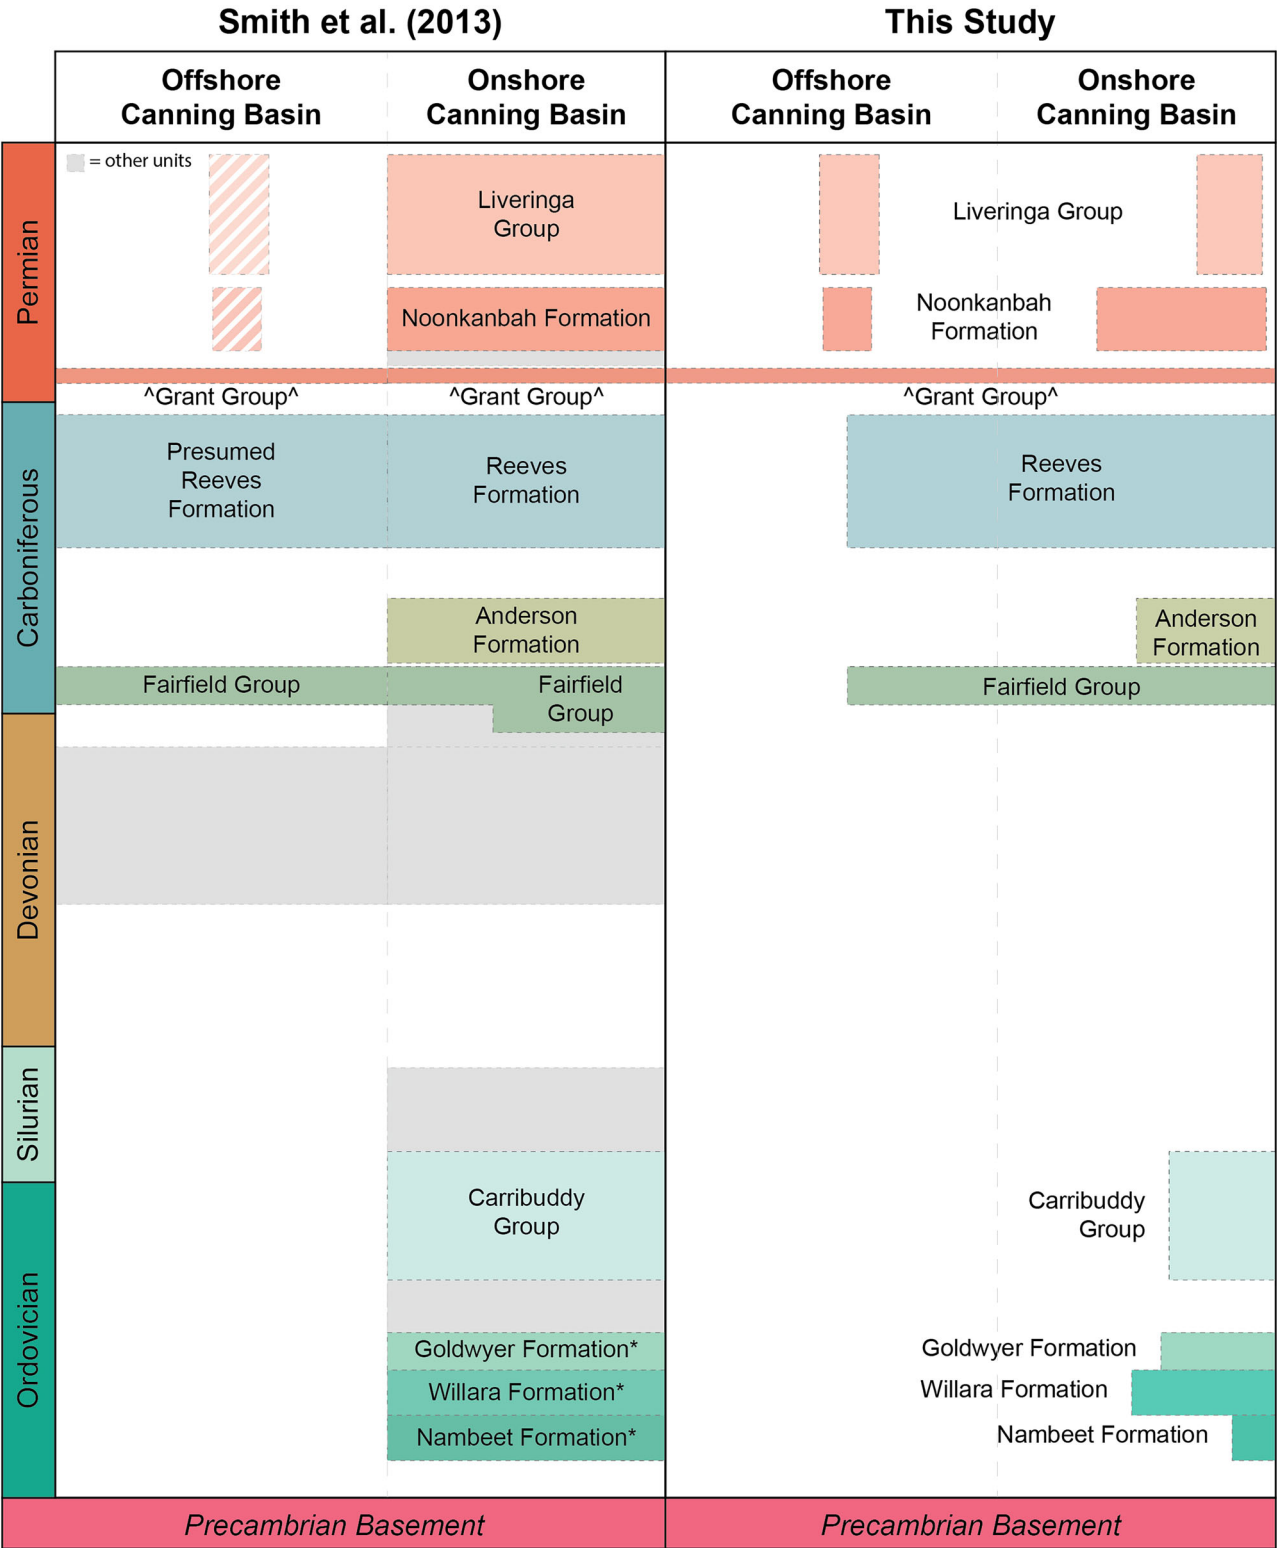 Smith et al. (2013)
This Study
Offshore
Canning Basin
Onshore
Canning Basin
Offshore
Canning Basin
Onshore
Canning Basin
= other units
Permian
Liveringa
Group
Liveringa Group
Noonkanbah Formation
Noonkanbah
Formation
^Grant Group^
^Grant Group^
^Grant Group^
Carboniferous
Presumed
Reeves
Formation
Reeves
Formation
Reeves
Formation
Anderson
Formation
Anderson
Formation
Fairfield Group
Fairfield
Group
Fairfield Group
Devonian
Silurian
Carribuddy
Group
Carribuddy
Group
Ordovician
Goldwyer Formation*
Goldwyer Formation
Willara Formation*
Willara Formation
Nambeet Formation*
Nambeet Formation
Precambrian Basement
Precambrian Basement